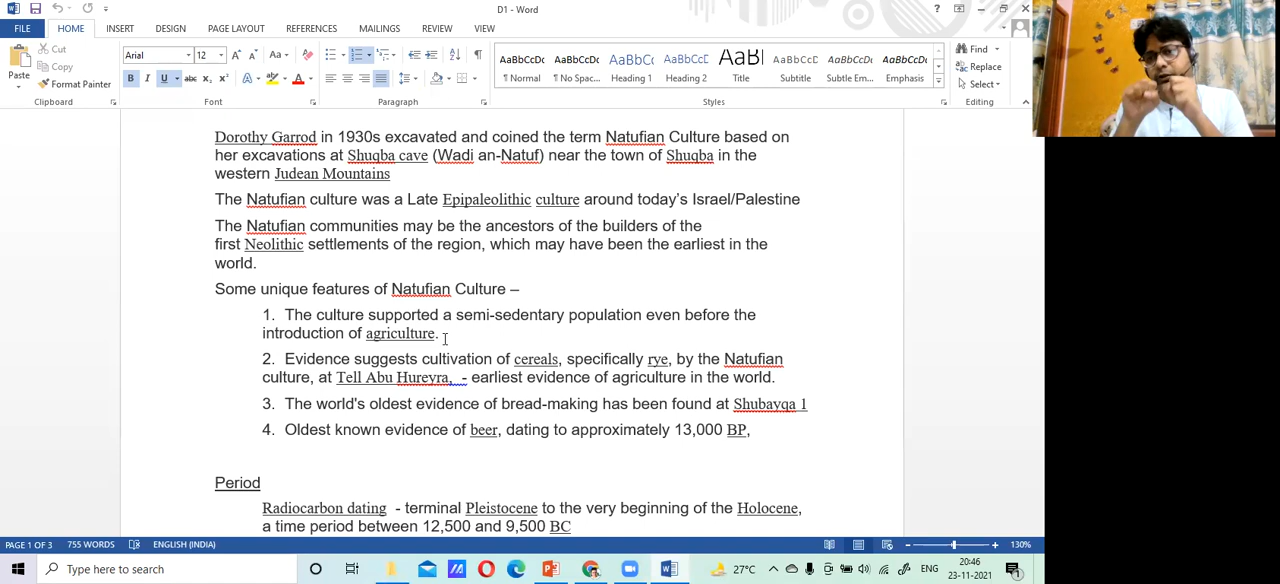 D1 - Word
FILE HOME INSERT DESIGN PAGE LAYOUT REFERENCES MAILINGS REVIEW VIEW
Cut
Copy
Format Painter
Paste
Arial 12
AaBbCcDc AaBbCcDc AaBbCc AaBbCc AaBl AaBbCcDc AaBbCcDc AaBbCcDc
¶ Normal ¶ No Spac... Heading 1 Heading 2 Title Subtitle Subtle Em... Emphasis
Find
Replace
Select
Clipboard Font Paragraph Styles Editing
Dorothy Garrod in 1930s excavated and coined the term Natufian Culture based on
her excavations at Shuqba cave (Wadi an-Natuf) near the town of Shuqba in the
western Judean Mountains
The Natufian culture was a Late Epipaleolithic culture around today's Israel/Palestine
The Natufian communities may be the ancestors of the builders of the
first Neolithic settlements of the region, which may have been the earliest in the
world.
Some unique features of Natufian Culture –
1. The culture supported a semi-sedentary population even before the
introduction of agriculture.
2. Evidence suggests cultivation of cereals, specifically rye, by the Natufian
culture, at Tell Abu Hureyra, - earliest evidence of agriculture in the world.
3. The world's oldest evidence of bread-making has been found at Shubayqa 1
4. Oldest known evidence of beer, dating to approximately 13,000 BP,
Period
Radiocarbon dating - terminal Pleistocene to the very beginning of the Holocene,
a time period between 12,500 and 9,500 BC
PAGE 1 OF 3 755 WORDS ENGLISH (INDIA) 130%
Type here to search 27°C ENG 20:46
23-11-2021